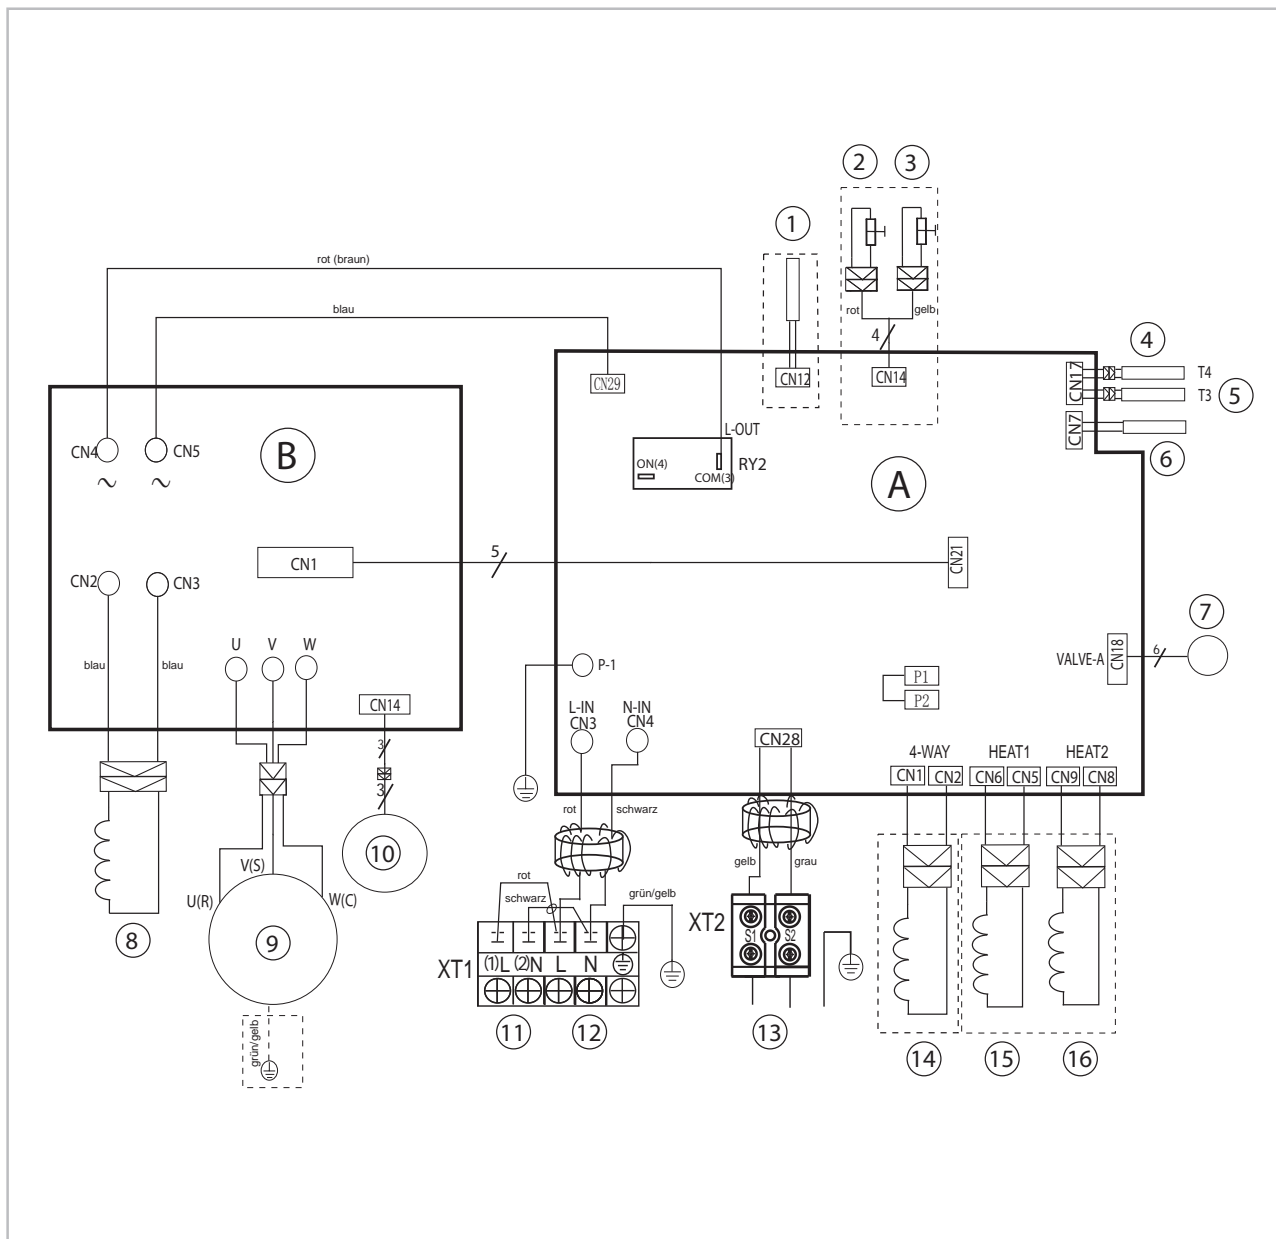 2
3
1
rot (braun)
blau
rot
gelb
4
CN29
CN12
CN14
CN17
4
T4
T3
5
CN7
6
L-OUT
ON(4)
COM(3)
RY2
CN4
CN5
~
~
B
A
CN1
5
CN21
CN2
CN3
U
V
W
blau
blau
CN14
3
3
P-1
L-IN
CN3
N-IN
CN4
P1
P2
VALVE-A
CN18
6
7
CN28
4-WAY
HEAT1
HEAT2
CN1
CN2
CN6
CN5
CN9
CN8
rot
schwarz
gelb
grau
rot
schwarz
grün/gelb
8
U(R)
V(S)
W(C)
9
10
grün/gelb
XT1
(1)L
(2)N
L
N
11
12
XT2
S1
S2
13
14
15
16